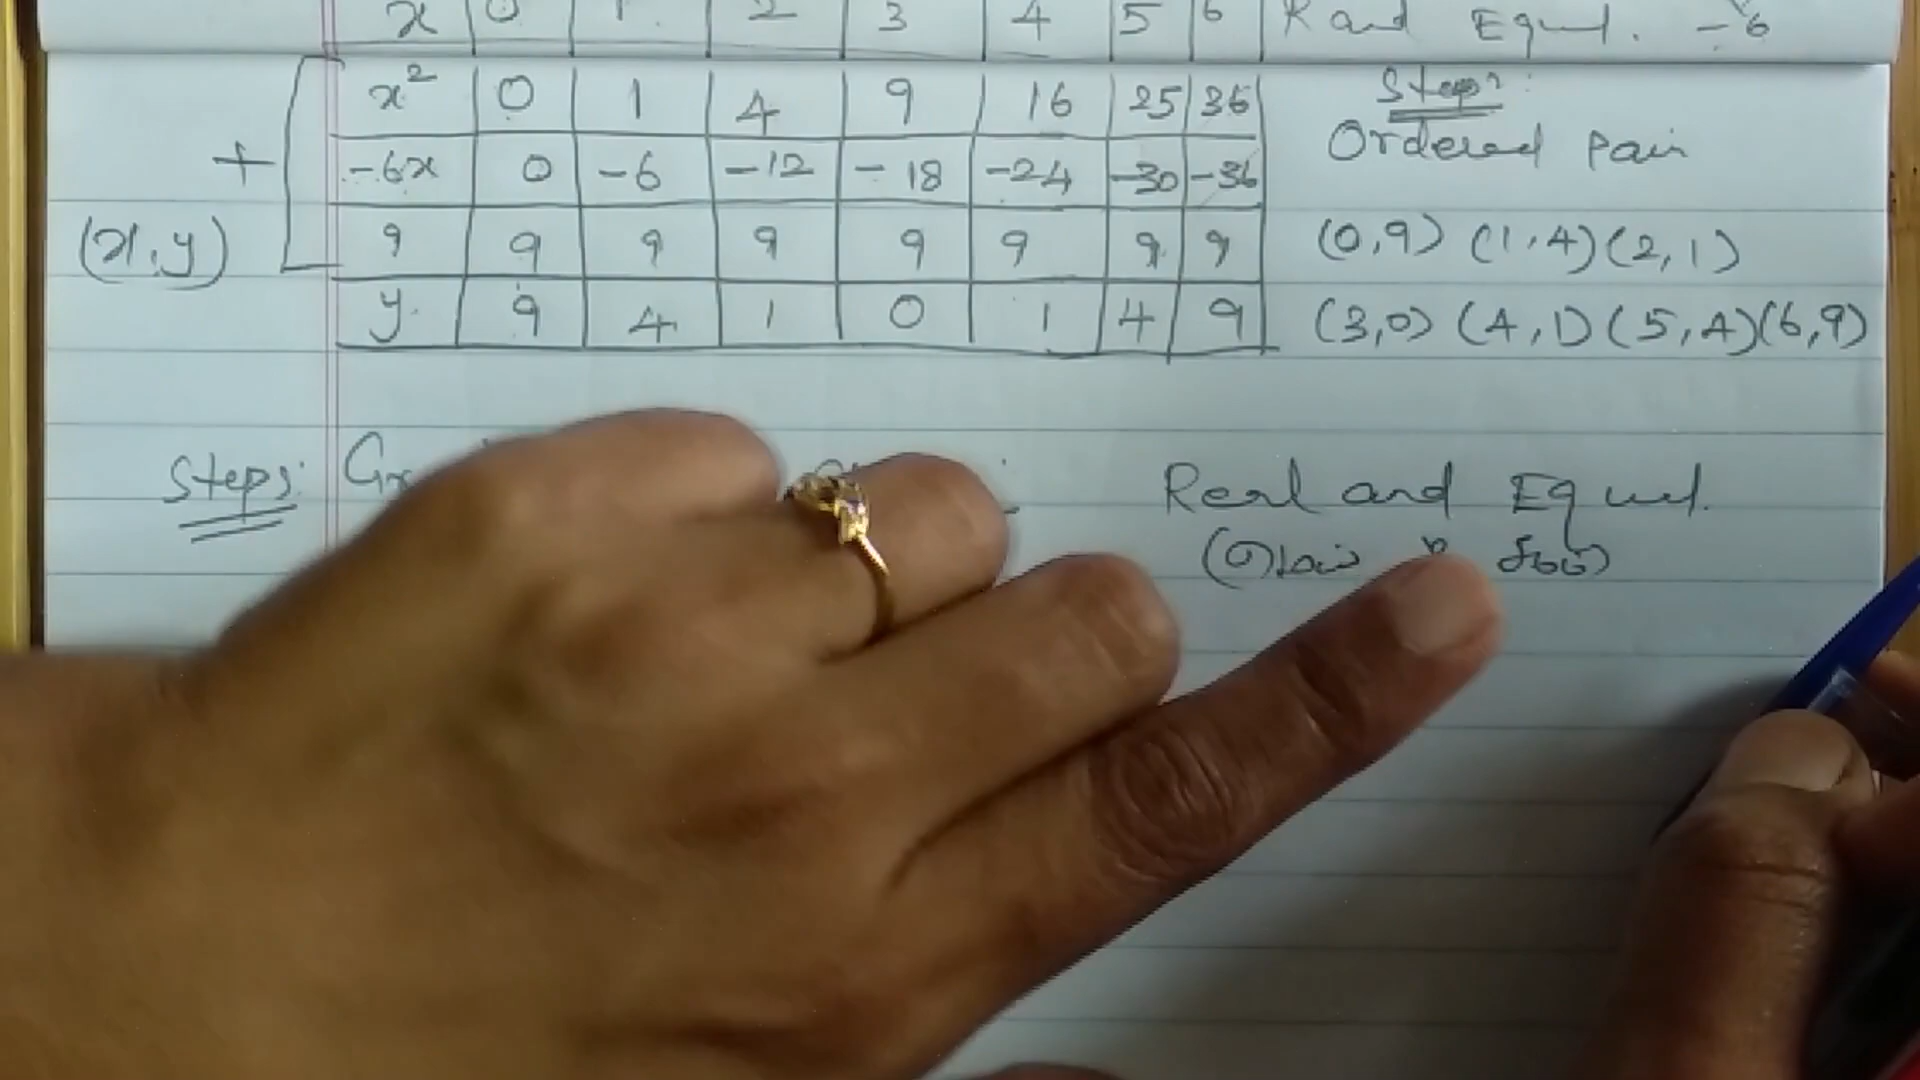 x 0 1 2 3 4 5 6 R and Equal. -6
x² 0 1 4 9 16 25 36 Step:
+ -6x 0 -6 -12 -18 -24 -30 -36 Ordered pair
(x,y) 9 9 9 9 9 9 9 9 (0,9) (1,4) (2,1)
y 9 4 1 0 1 4 9 (3,0) (4,1) (5,4) (6,9)
Steps: Real and Equal.